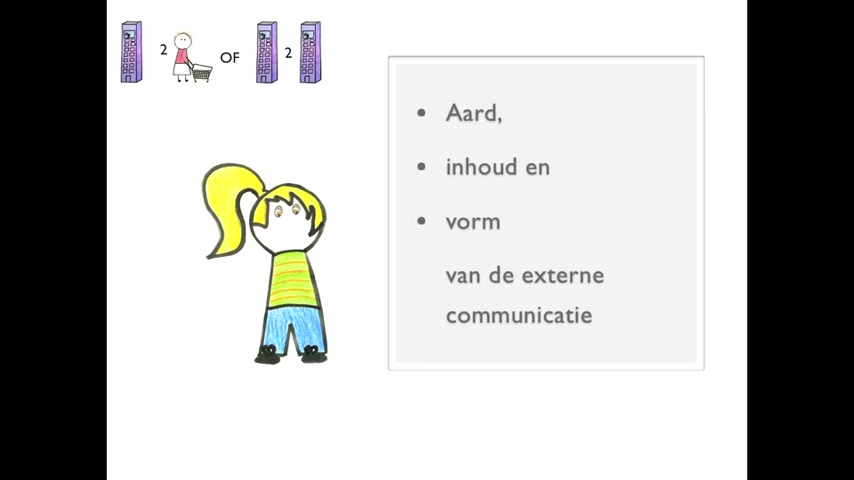 2 OF 2
• Aard,
• inhoud en
• vorm
van de externe
communicatie